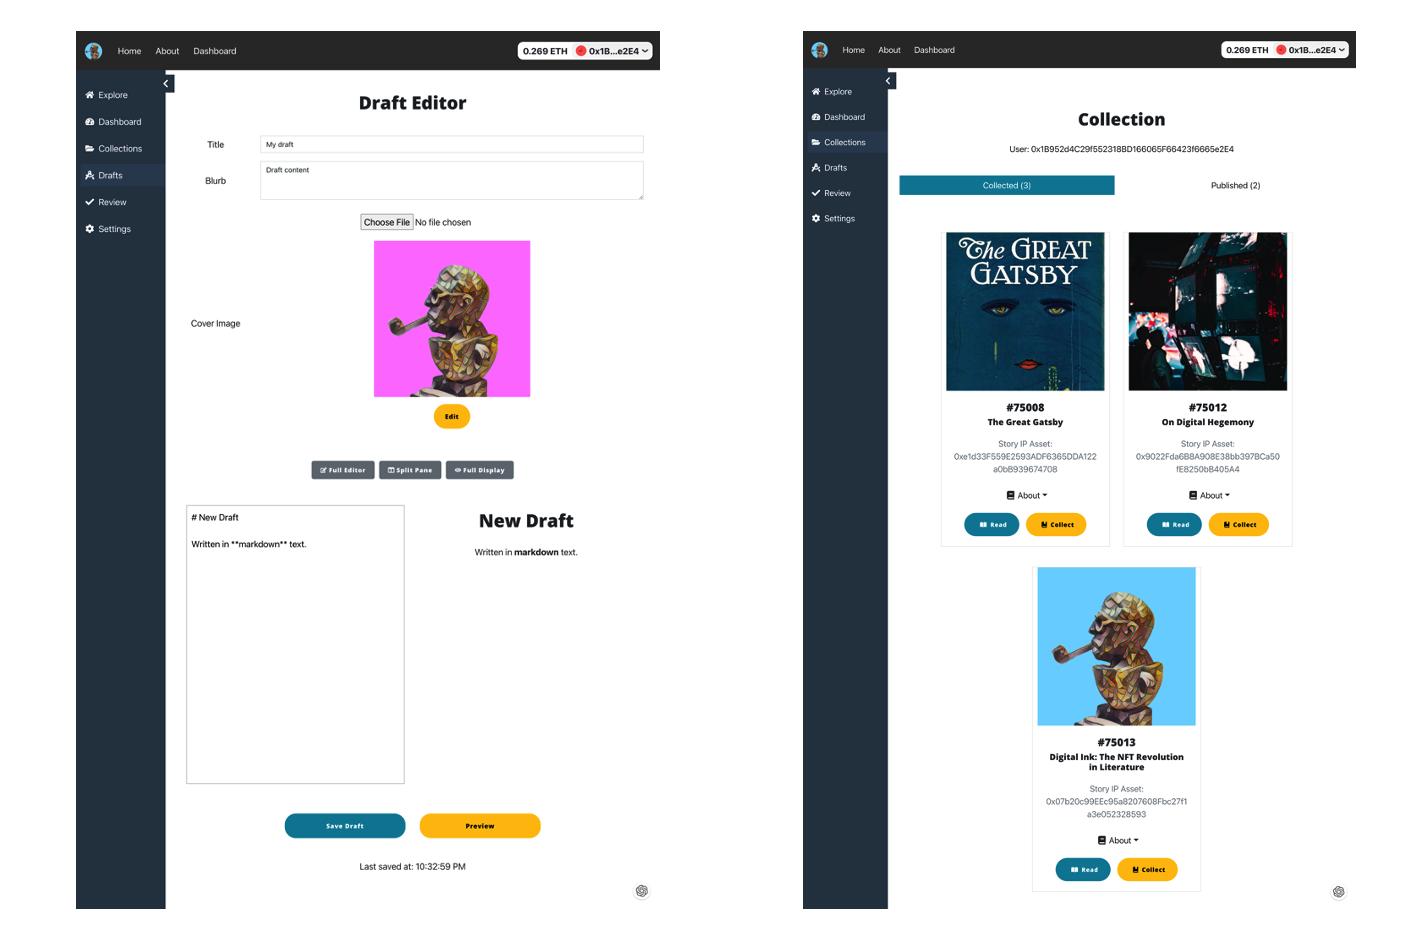 Home About Dashboard
0.269 ETH 0x1B...e2E4
Explore
Dashboard
Collections
Drafts
Review
Settings
Draft Editor
Title
My draft
Blurb
Draft content
Choose File No file chosen
Cover Image
Edit
Full Editor
Split Pane
Full Display
# New Draft
Written in **markdown** text.
New Draft
Written in markdown text.
Save Draft
Preview
Last saved at: 10:32:59 PM
Home About Dashboard
0.269 ETH 0x1B...e2E4
Explore
Dashboard
Collections
Drafts
Review
Settings
Collection
User: 0x1B952d4C29f552318BD166065F66423f6665e2E4
Collected (3)
Published (2)
The GREAT
GATSBY
#75008
The Great Gatsby
Story IP Asset:
0xe1d33F559E2593ADF6365DDA122
a0bB939674708
About
Read
Collect
#75012
On Digital Hegemony
Story IP Asset:
0x9022Fda6B8A908E38bb397BCa50
fE8250bB405A4
About
Read
Collect
#75013
Digital Ink: The NFT Revolution
in Literature
Story IP Asset:
0x07b20c99EEc95a8207608Fbc27f1
a3e052328593
About
Read
Collect